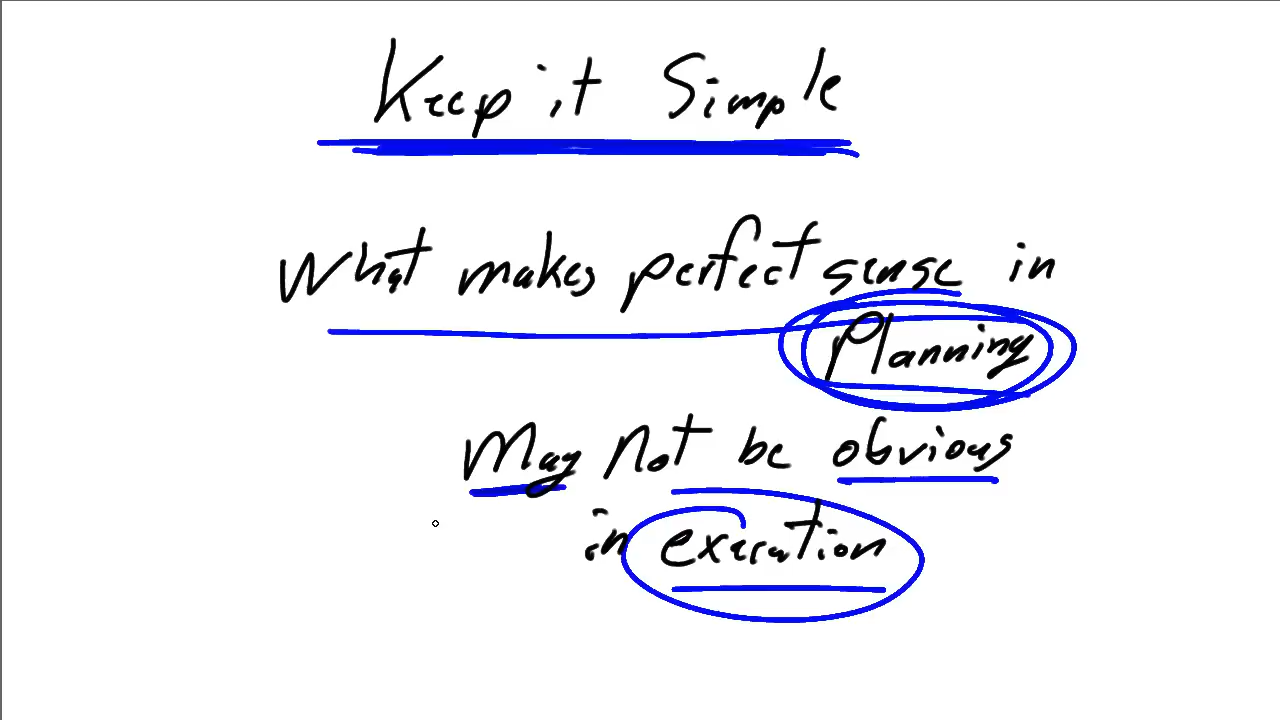 Keep it Simple
What makes perfect sense in
Planning
May Not be obvious
in execution